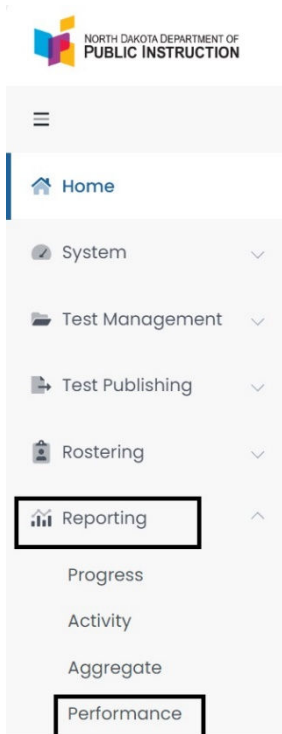 NORTH DAKOTA DEPARTMENT OF
PUBLIC INSTRUCTION
Home
System
Test Management
Test Publishing
Rostering
Reporting
Progress
Activity
Aggregate
Performance